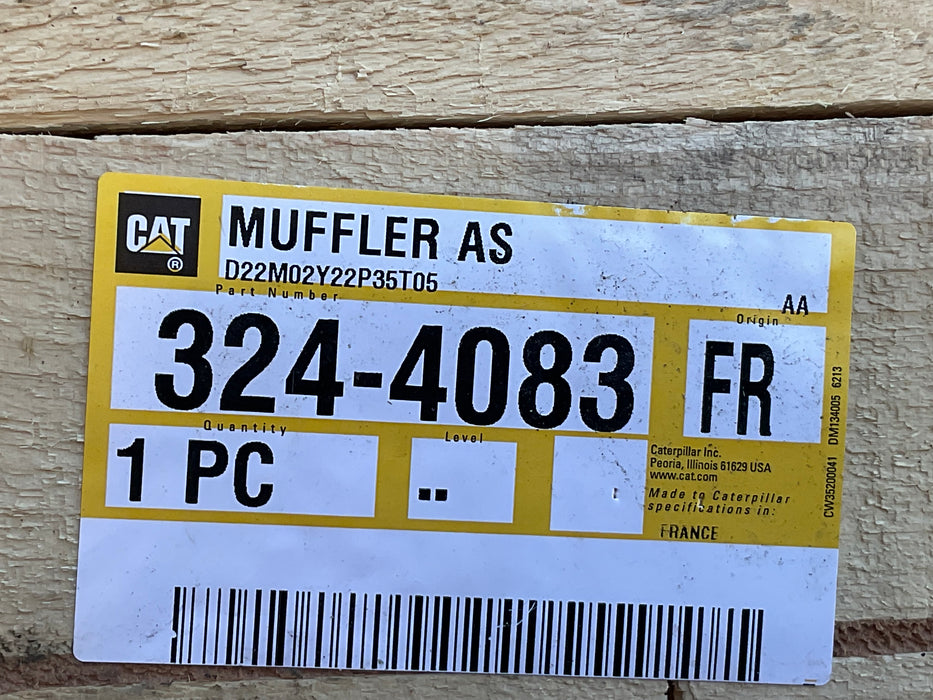 CAT
®
MUFFLER AS
D22M02Y22P35T05
AA
Part Number
Origin
324-4083
FR
Quantity
Level
1 PC
--
Caterpillar Inc.
Peoria, Illinois 61629 USA
www.cat.com
Made to Caterpillar
specifications in:
FRANCE
CW35200041 DM134005 6213